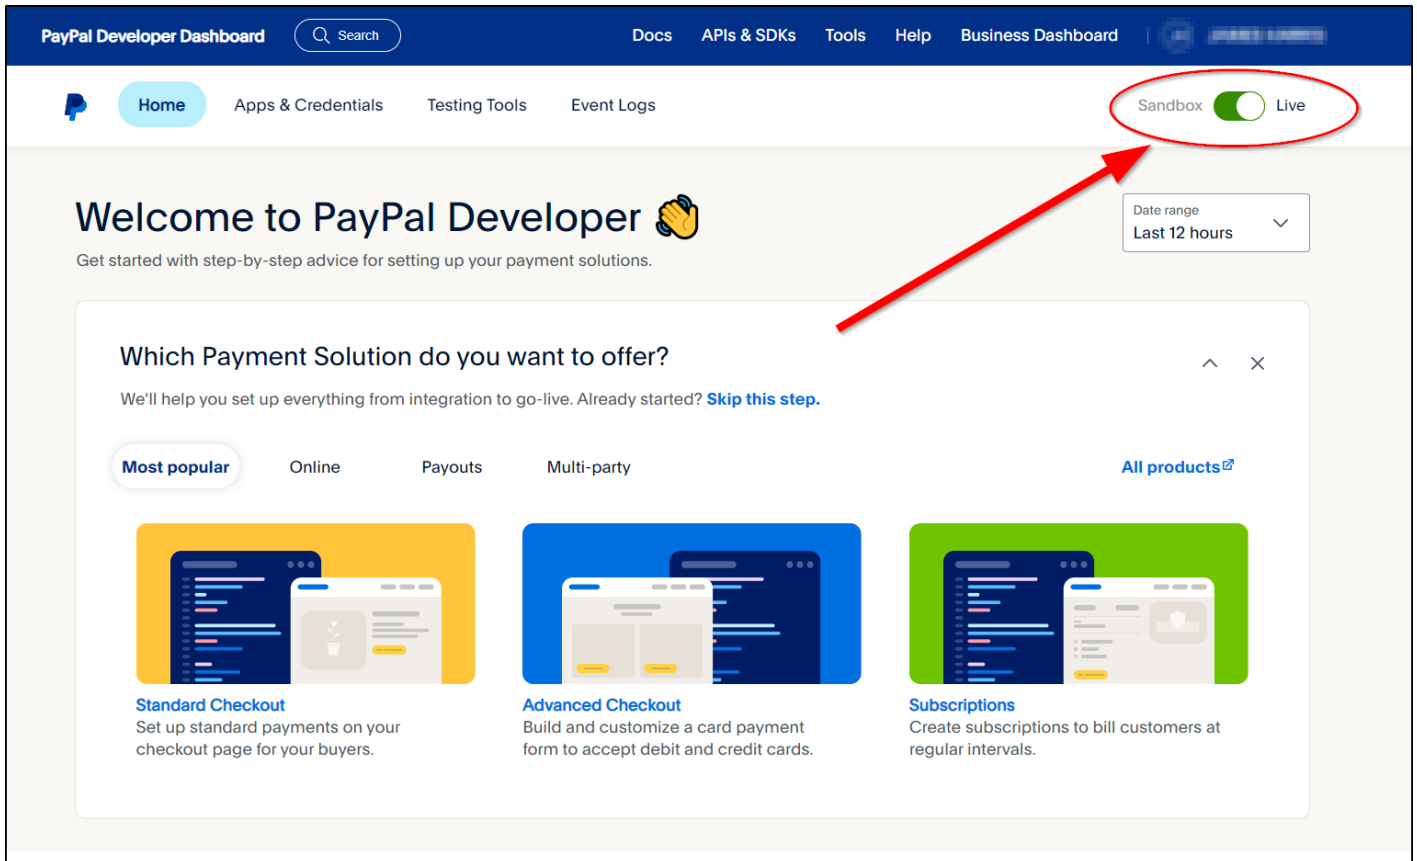 PayPal Developer Dashboard
Search
Docs
APIs & SDKs
Tools
Help
Business Dashboard
Home
Apps & Credentials
Testing Tools
Event Logs
Sandbox
Live
Welcome to PayPal Developer 👋
Get started with step-by-step advice for setting up your payment solutions.
Date range
Last 12 hours
Which Payment Solution do you want to offer?
We'll help you set up everything from integration to go-live. Already started? Skip this step.
Most popular
Online
Payouts
Multi-party
All products
Standard Checkout
Set up standard payments on your
checkout page for your buyers.
Advanced Checkout
Build and customize a card payment
form to accept debit and credit cards.
Subscriptions
Create subscriptions to bill customers at
regular intervals.